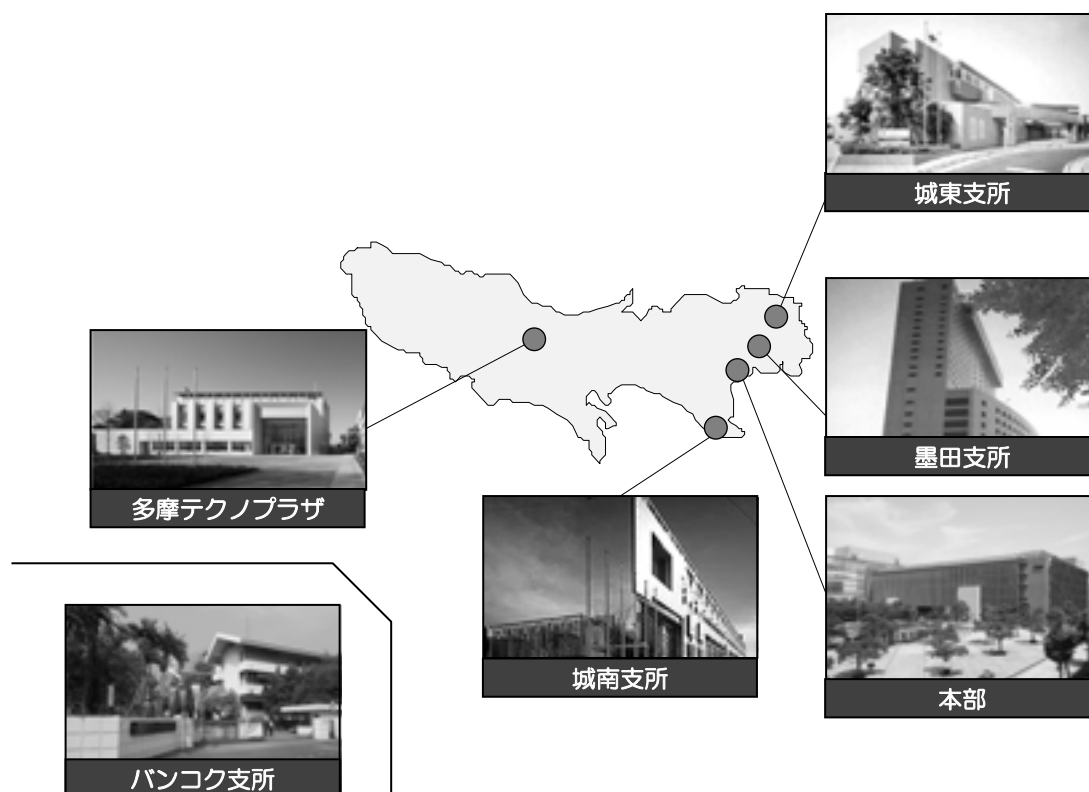 城東支所
墨田支所
多摩テクノプラザ
城南支所
本部
バンコク支所